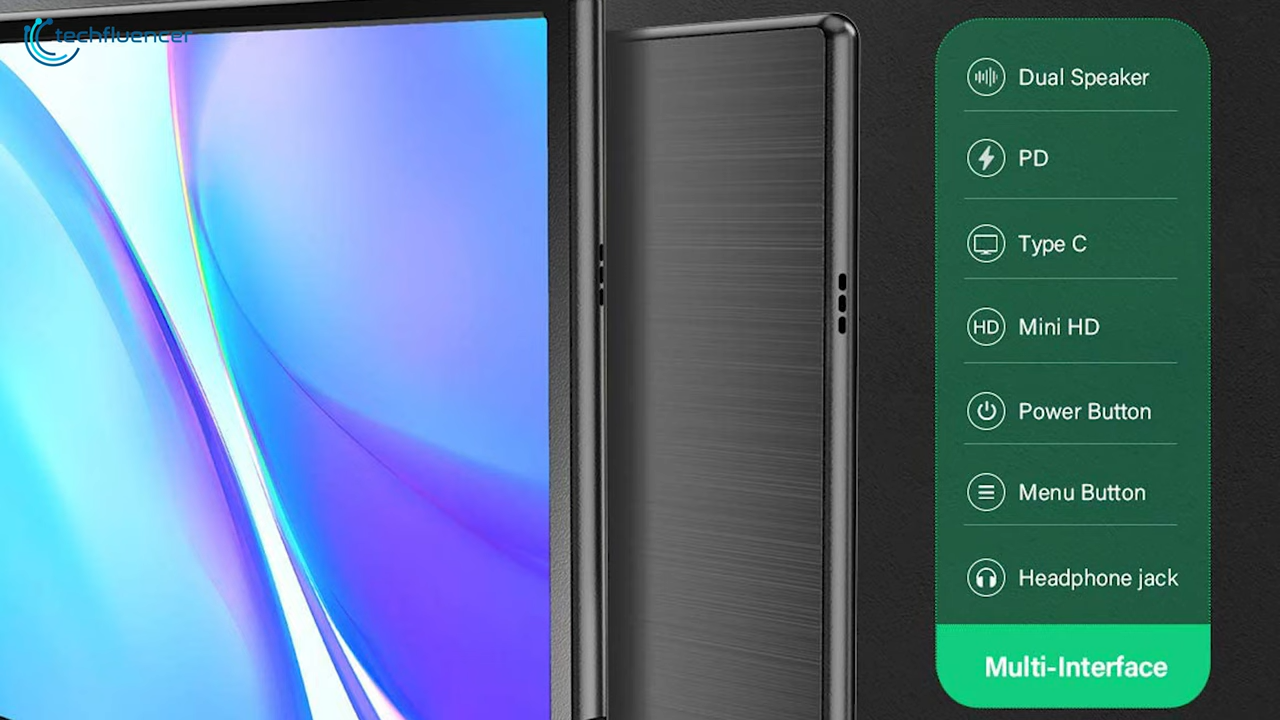 techfluencer
Dual Speaker
PD
Type C
HD Mini HD
Power Button
Menu Button
Headphone jack
Multi-Interface